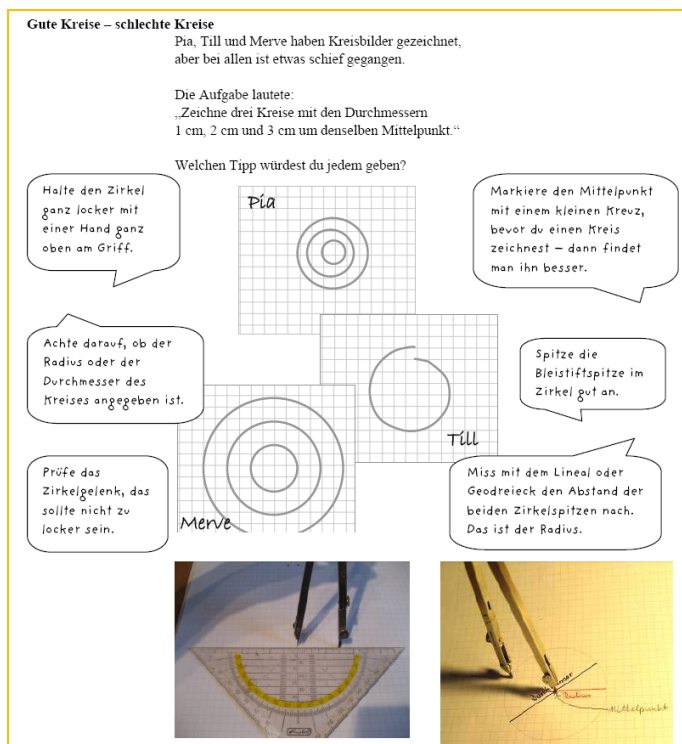 Gute Kreise – schlechte Kreise
Pia, Till und Merve haben Kreisbilder gezeichnet,
aber bei allen ist etwas schief gegangen.
Die Aufgabe lautete:
„Zeichne drei Kreise mit den Durchmessern
1 cm, 2 cm und 3 cm um denselben Mittelpunkt.“
Welchen Tipp würdest du jedem geben?
Halte den Zirkel
ganz locker mit
einer Hand ganz
oben am Griff.
Pia
Markiere den Mittelpunkt
mit einem kleinen Kreuz,
bevor du einen Kreis
zeichnest – dann findet
man ihn besser.
Achte darauf, ob der
Radius oder der
Durchmesser des
Kreises angegeben ist.
Spitze die
Bleistiftspitze im
Zirkel gut an.
Till
Prüfe das
Zirkelgelenk, das
sollte nicht zu
locker sein.
Merve
Miss mit dem Lineal oder
Geodreieck den Abstand der
beiden Zirkelspitzen nach.
Das ist der Radius.
Radius
Mittelpunkt